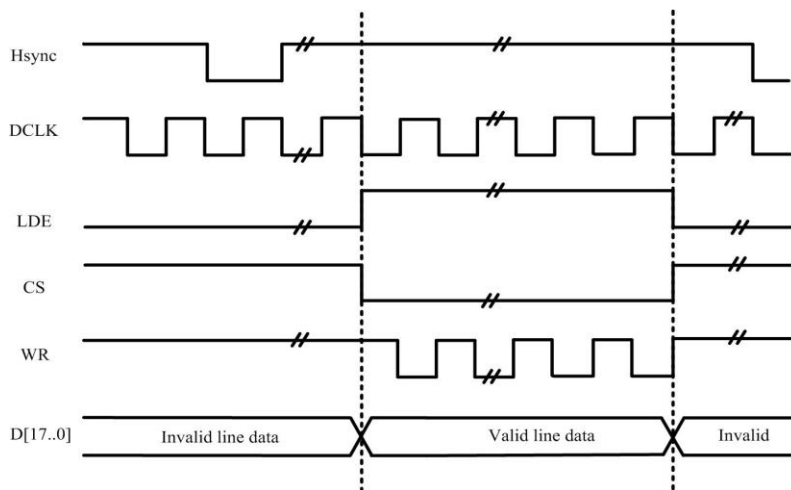 Hsync
DCLK
LDE
CS
WR
D[17..0] Invalid line data Valid line data Invalid